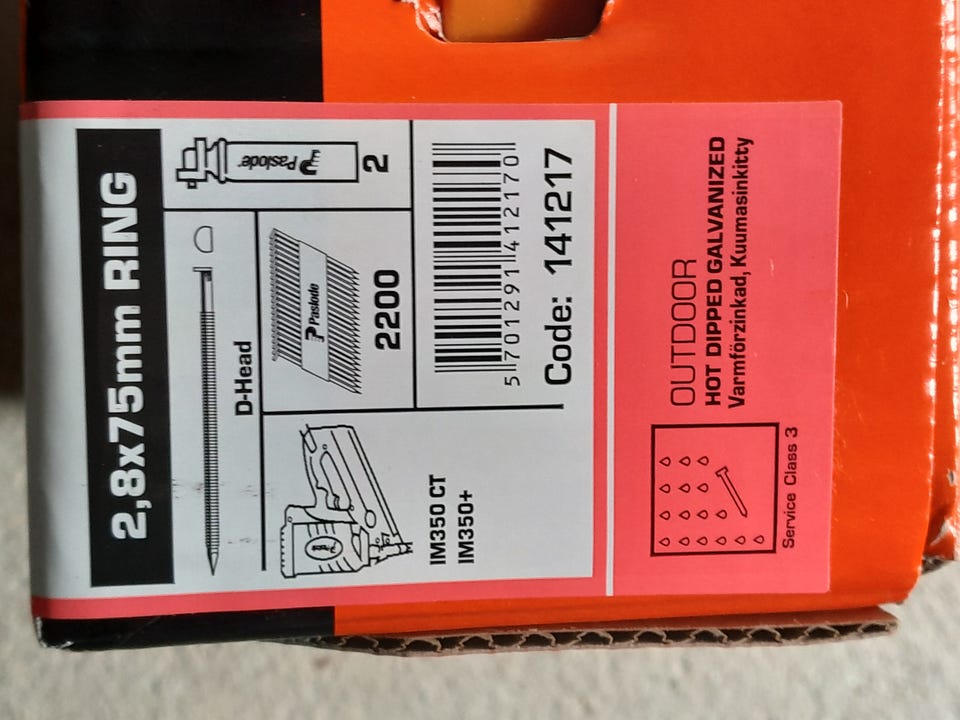 2,8x75mm RING
D-Head
Paslode
2
Paslode
2200
IM350 CT
IM350+
5 701291 412170
Code: 141217
OUTDOOR
HOT DIPPED GALVANIZED
Varmförzinkad, Kuumasinkitty
Service Class 3